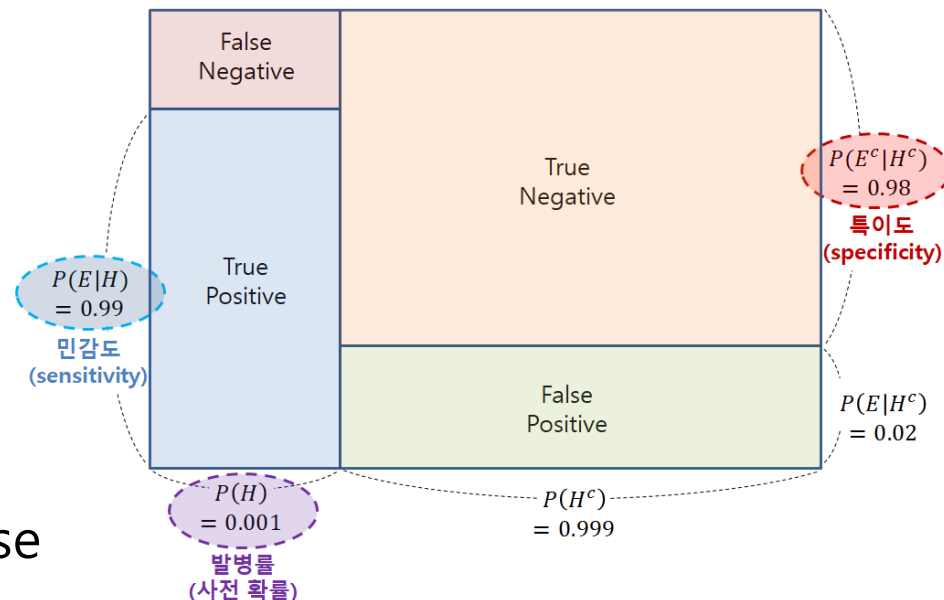 False
Negative
True
Negative
P(E^c|H^c)
= 0.98
특이도
(specificity)
True
Positive
P(E|H)
= 0.99
민감도
(sensitivity)
False
Positive
P(E|H^c)
= 0.02
P(H)
= 0.001
발병률
(사전 확률)
P(H^c)
= 0.999
se